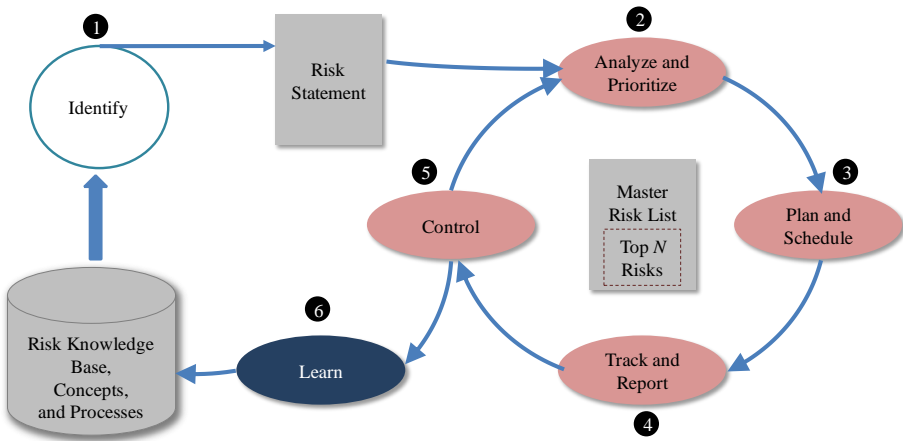 1
Identify
Risk
Statement
2
Analyze and
Prioritize
3
Plan and
Schedule
Master
Risk List
Top N
Risks
4
Track and
Report
5
Control
6
Learn
Risk Knowledge
Base,
Concepts,
and Processes